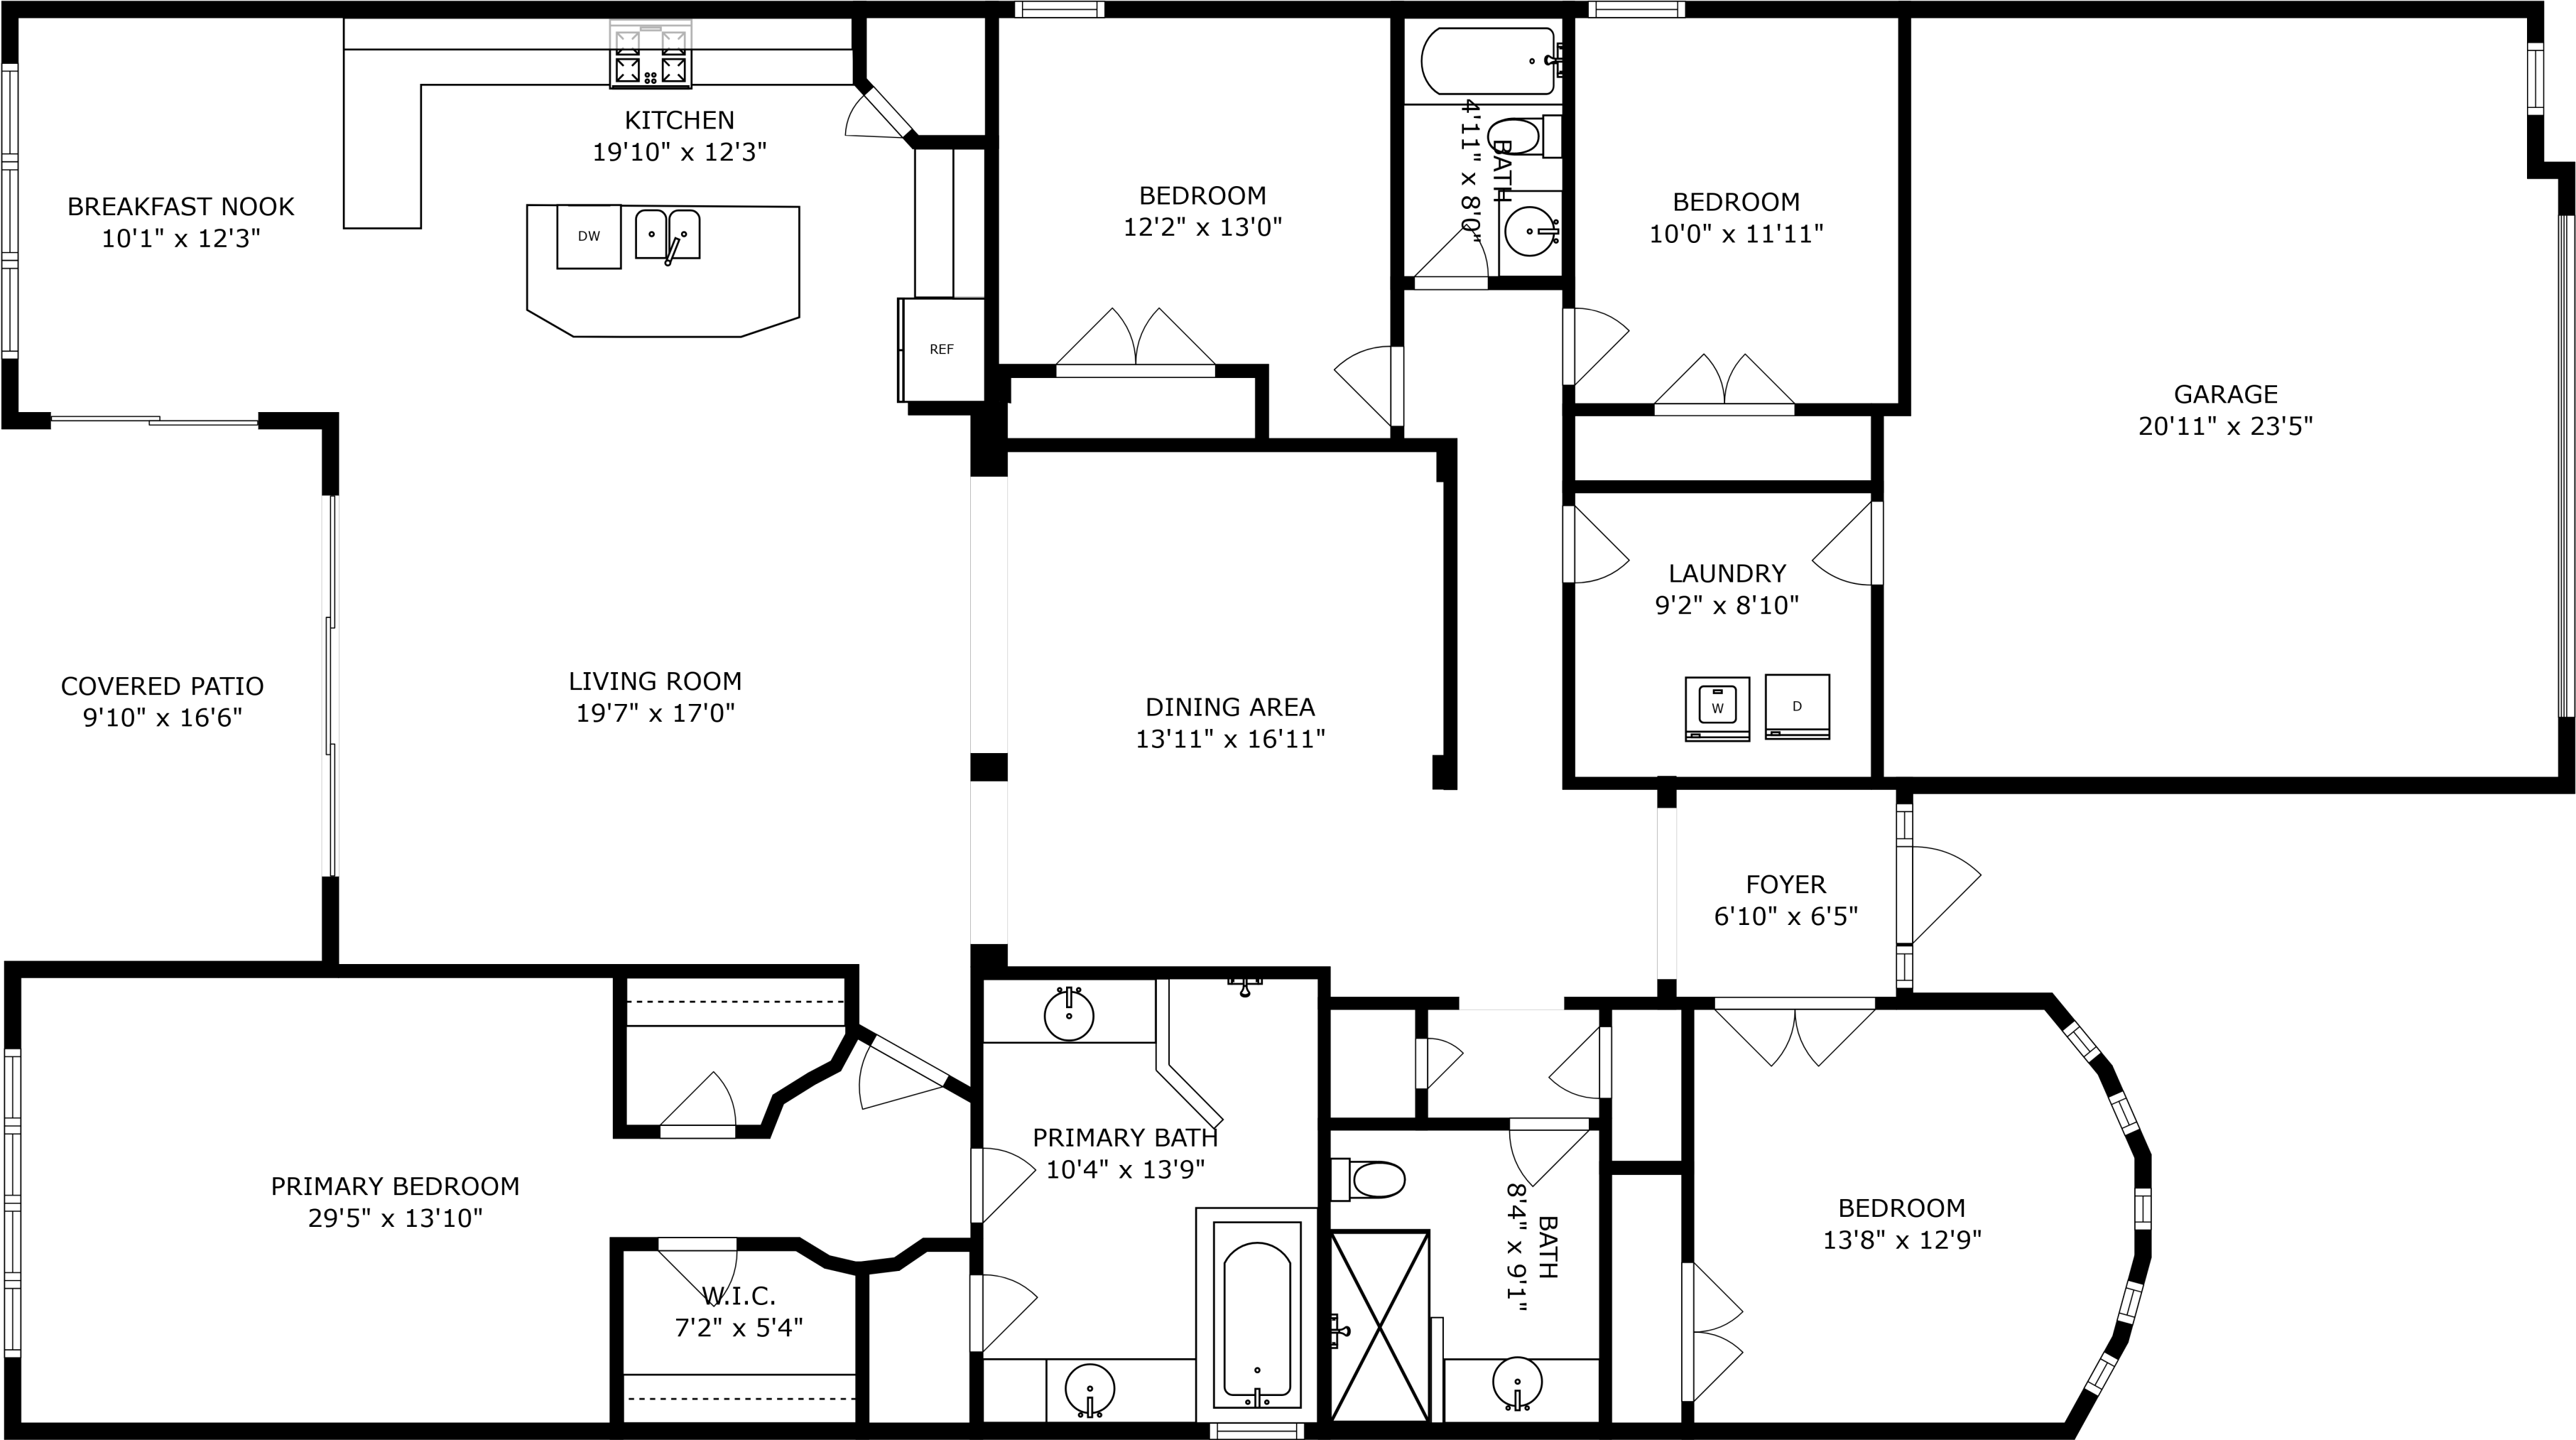 KITCHEN
19'10" x 12'3"
BREAKFAST NOOK
10'1" x 12'3"
DW
REF
BEDROOM
12'2" x 13'0"
BATH
4'11" x 8'0"
BEDROOM
10'0" x 11'11"
GARAGE
20'11" x 23'5"
LAUNDRY
9'2" x 8'10"
W
D
COVERED PATIO
9'10" x 16'6"
LIVING ROOM
19'7" x 17'0"
DINING AREA
13'11" x 16'11"
FOYER
6'10" x 6'5"
PRIMARY BEDROOM
29'5" x 13'10"
PRIMARY BATH
10'4" x 13'9"
W.I.C.
7'2" x 5'4"
BATH
8'4" x 9'1"
BEDROOM
13'8" x 12'9"